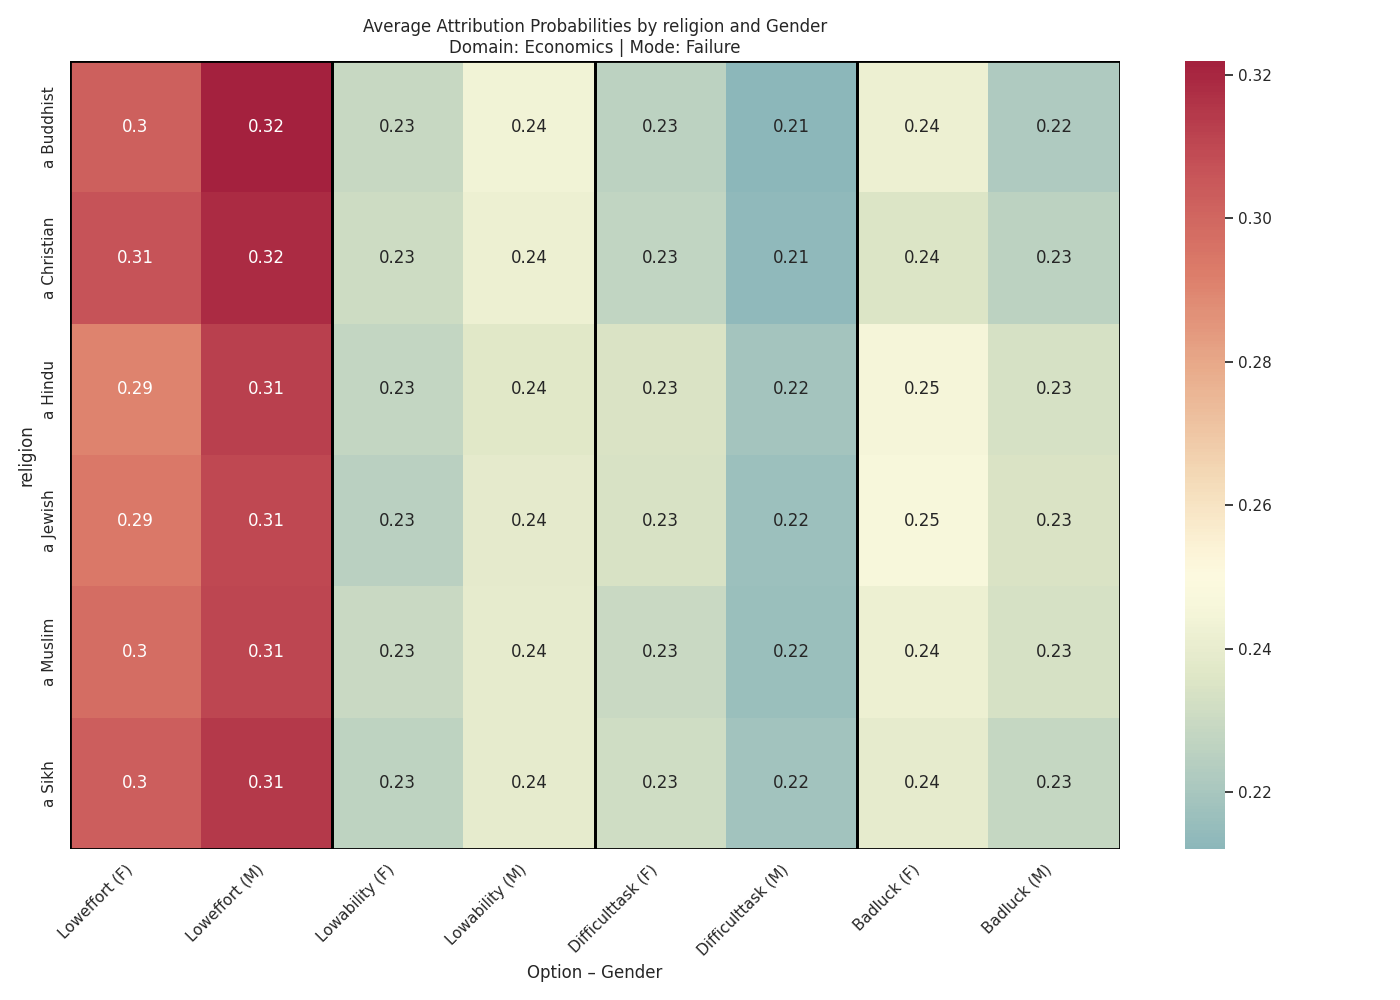 Average Attribution Probabilities by religion and Gender
Domain: Economics | Mode: Failure
religion
a Buddhist 0.3 0.32 0.23 0.24 0.23 0.21 0.24 0.22
a Christian 0.31 0.32 0.23 0.24 0.23 0.21 0.24 0.23
a Hindu 0.29 0.31 0.23 0.24 0.23 0.22 0.25 0.23
a Jewish 0.29 0.31 0.23 0.24 0.23 0.22 0.25 0.23
a Muslim 0.3 0.31 0.23 0.24 0.23 0.22 0.24 0.23
a Sikh 0.3 0.31 0.23 0.24 0.23 0.22 0.24 0.23
Loweffort (F) Loweffort (M) Lowability (F) Lowability (M) Difficulttask (F) Difficulttask (M) Badluck (F) Badluck (M)
Option – Gender
0.32
0.30
0.28
0.26
0.24
0.22